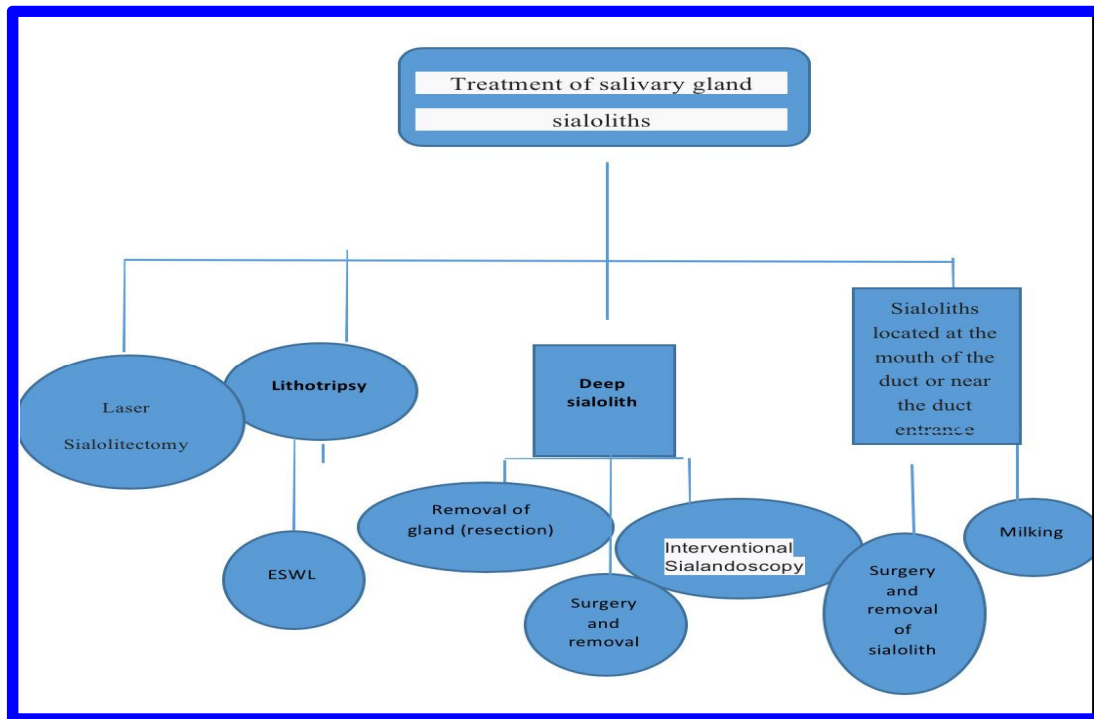 Treatment of salivary gland
sialoliths
Laser
Sialolitectomy
Lithotripsy
ESWL
Deep
sialolith
Removal of
gland (resection)
Surgery
and
removal
Interventional
Sialandoscopy
Sialoliths
located at the
mouth of the
duct or near
the duct
entrance
Surgery
and
removal
of
sialolith
Milking